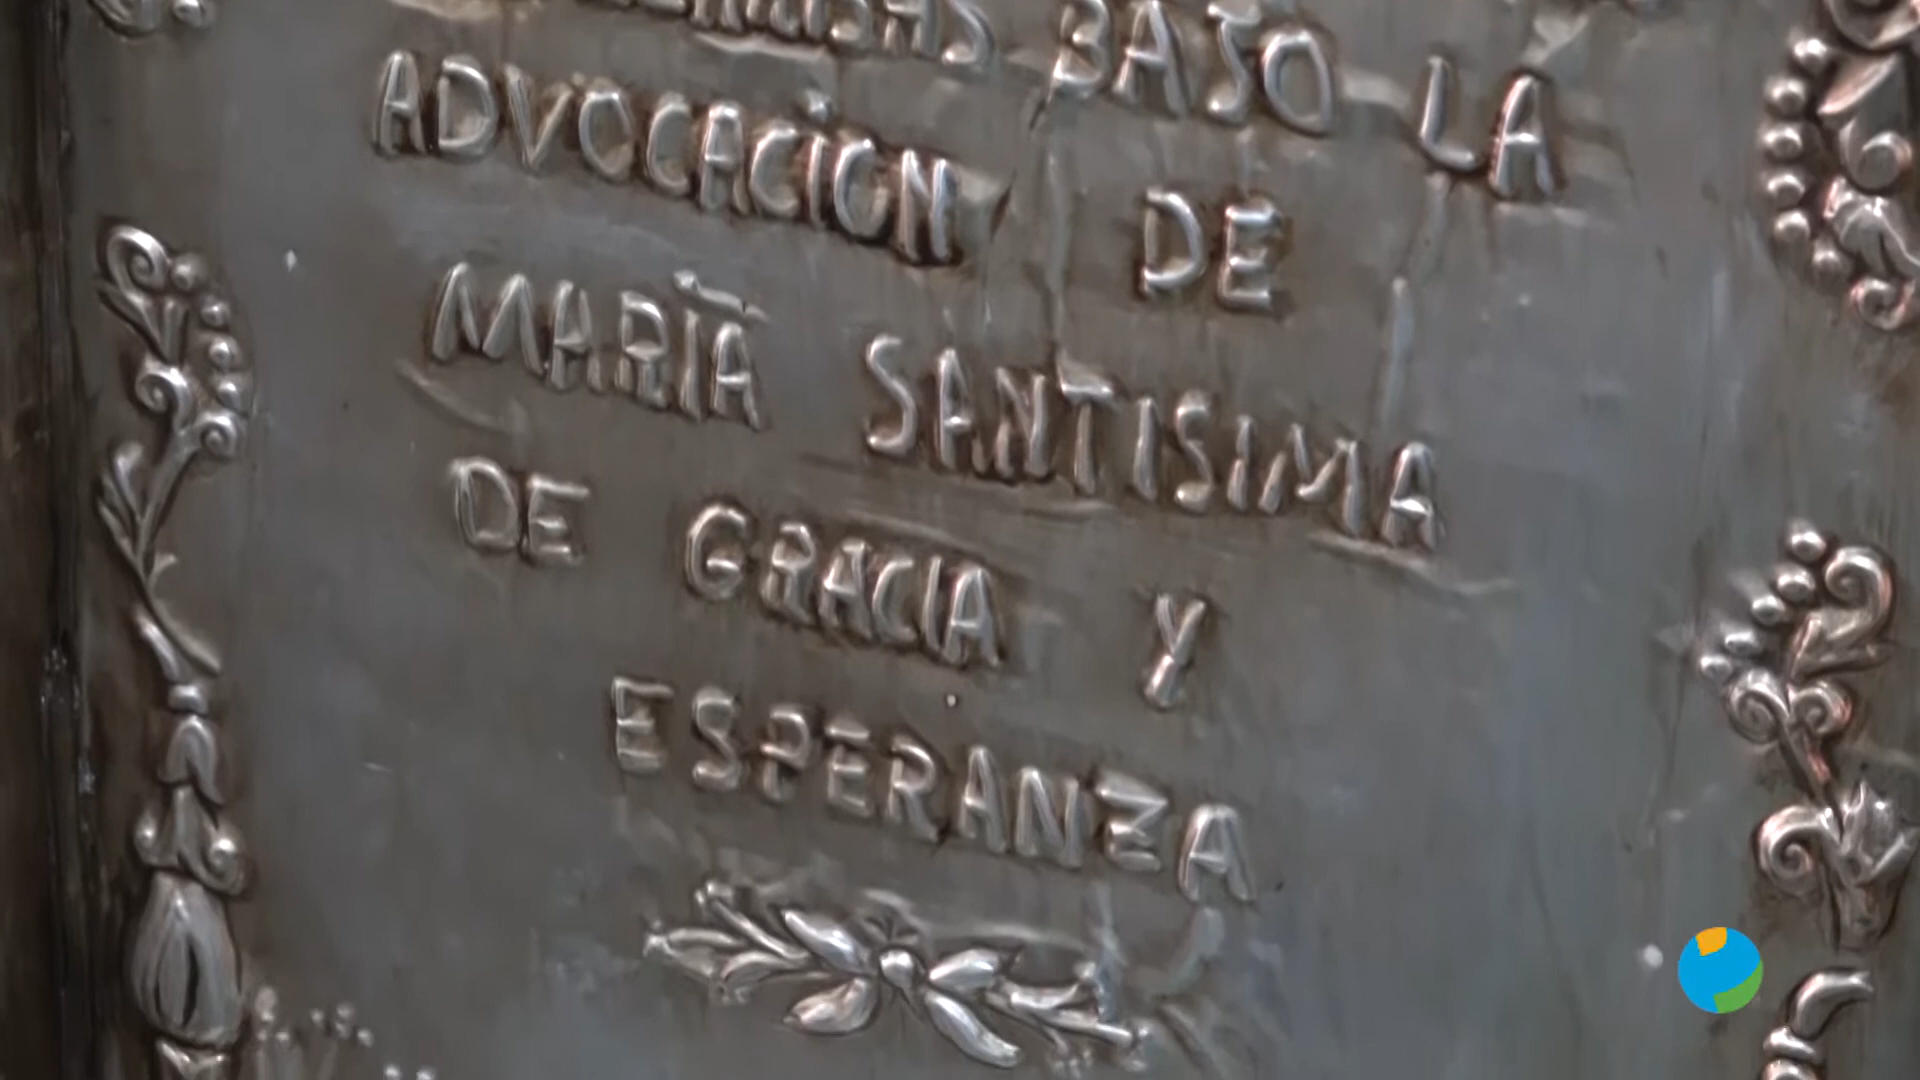 BAJO LA
ADVOCACIÓN DE
MARÍA SANTISIMA
DE GRACIA Y
ESPERANZA